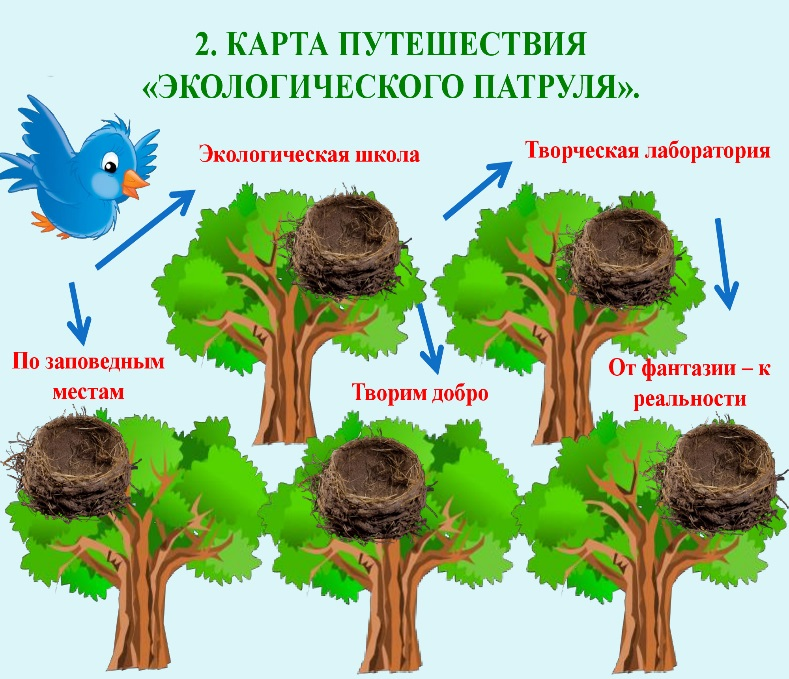 2. КАРТА ПУТЕШЕСТВИЯ
«ЭКОЛОГИЧЕСКОГО ПАТРУЛЯ».
Экологическая школа
Творческая лаборатория
По заповедным
местам
Творим добро
От фантазии – к
реальности